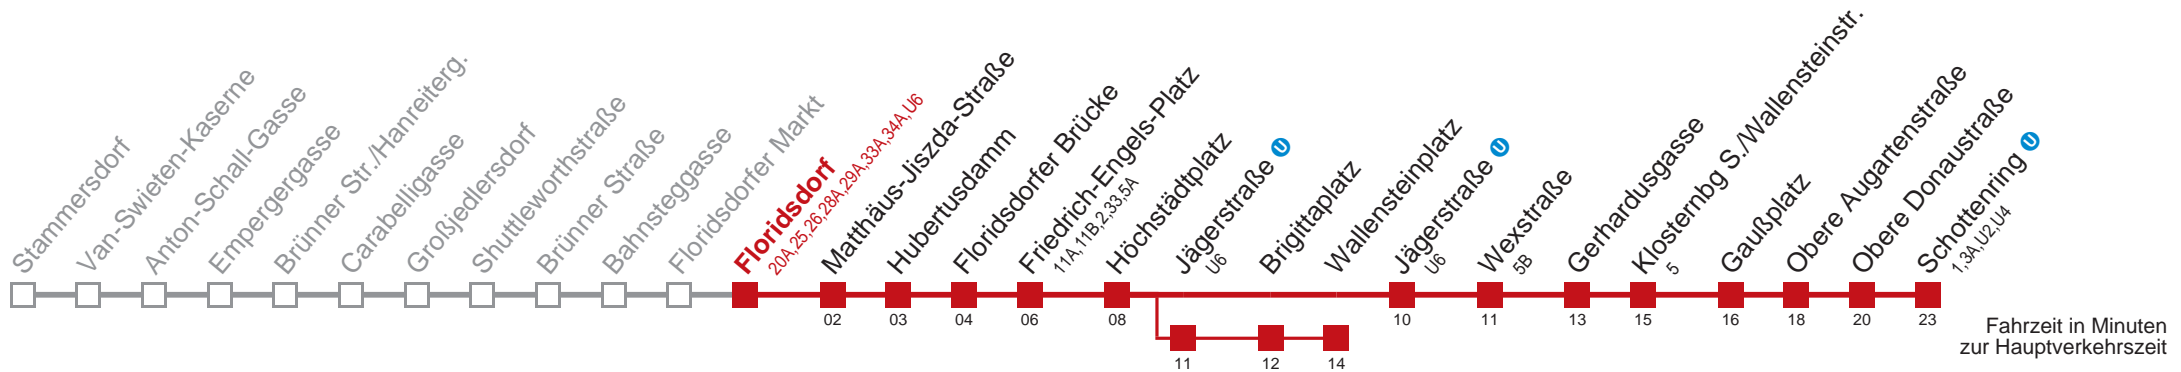 Stammersdorf
Van-Swieten-Kaserne
Anton-Schall-Gasse
Empergergasse
Brünner Str./Hanreiterg.
Carabelligasse
Großjedlersdorf
Shuttleworthstraße
Brünner Straße
Bahnsteggasse
Floridsdorfer Markt
Floridsdorf
20A,25,26,28A,29A,33A,34A,U6
Matthäus-Jiszda-Straße
Hubertusdamm
Floridsdorfer Brücke
Friedrich-Engels-Platz
11A,11B,2,33,5A
Höchstädtplatz
Jägerstraße U
U6
Brigittaplatz
Wallensteinplatz
Jägerstraße U
U6
Wexstraße
5B
Gerhardusgasse
Klosternbg S./Wallensteinstr.
5
Gaußplatz
Obere Augartenstraße
Obere Donaustraße
Schottenring U
1,3A,U2,U4
02 03 04 06 08 10 11 13 15 16 18 20 23
11 12 14
Fahrzeit in Minuten
zur Hauptverkehrszeit